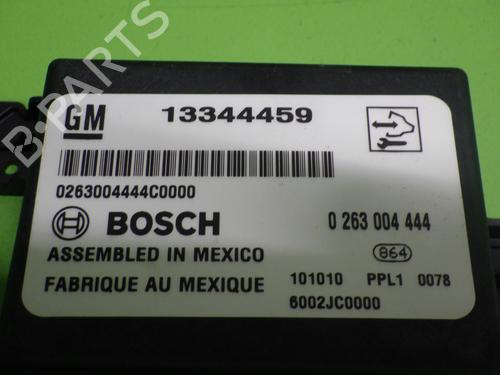 GM 13344459
0263004444C0000
BOSCH 0 263 004 444
ASSEMBLED IN MEXICO 864
FABRIQUE AU MEXIQUE 101010 PPL1 0078
6002JC0000
B-PARTS